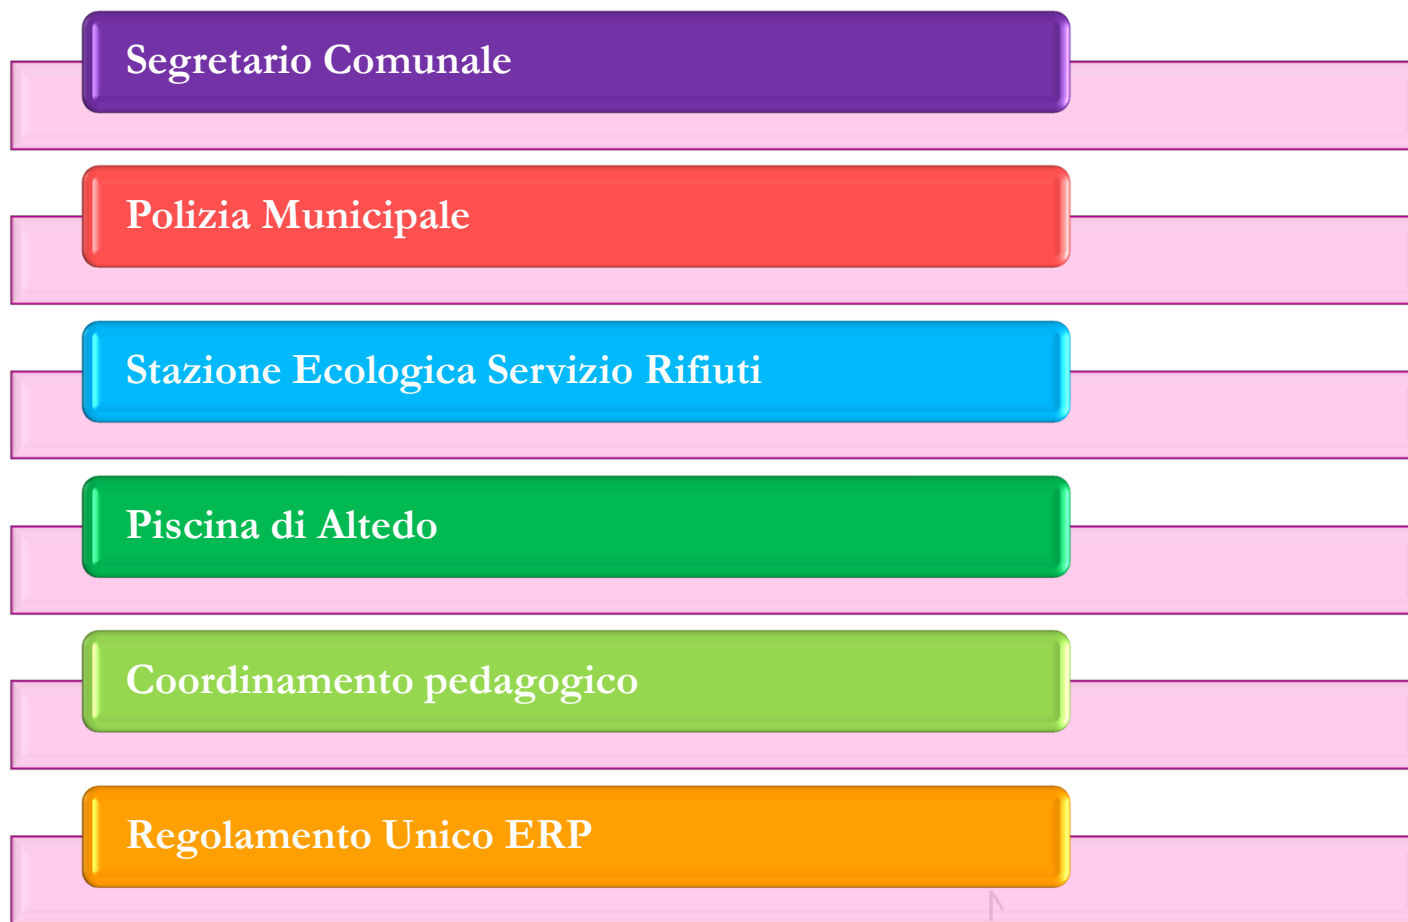 Segretario Comunale
Polizia Municipale
Stazione Ecologica Servizio Rifiuti
Piscina di Altedo
Coordinamento pedagogico
Regolamento Unico ERP